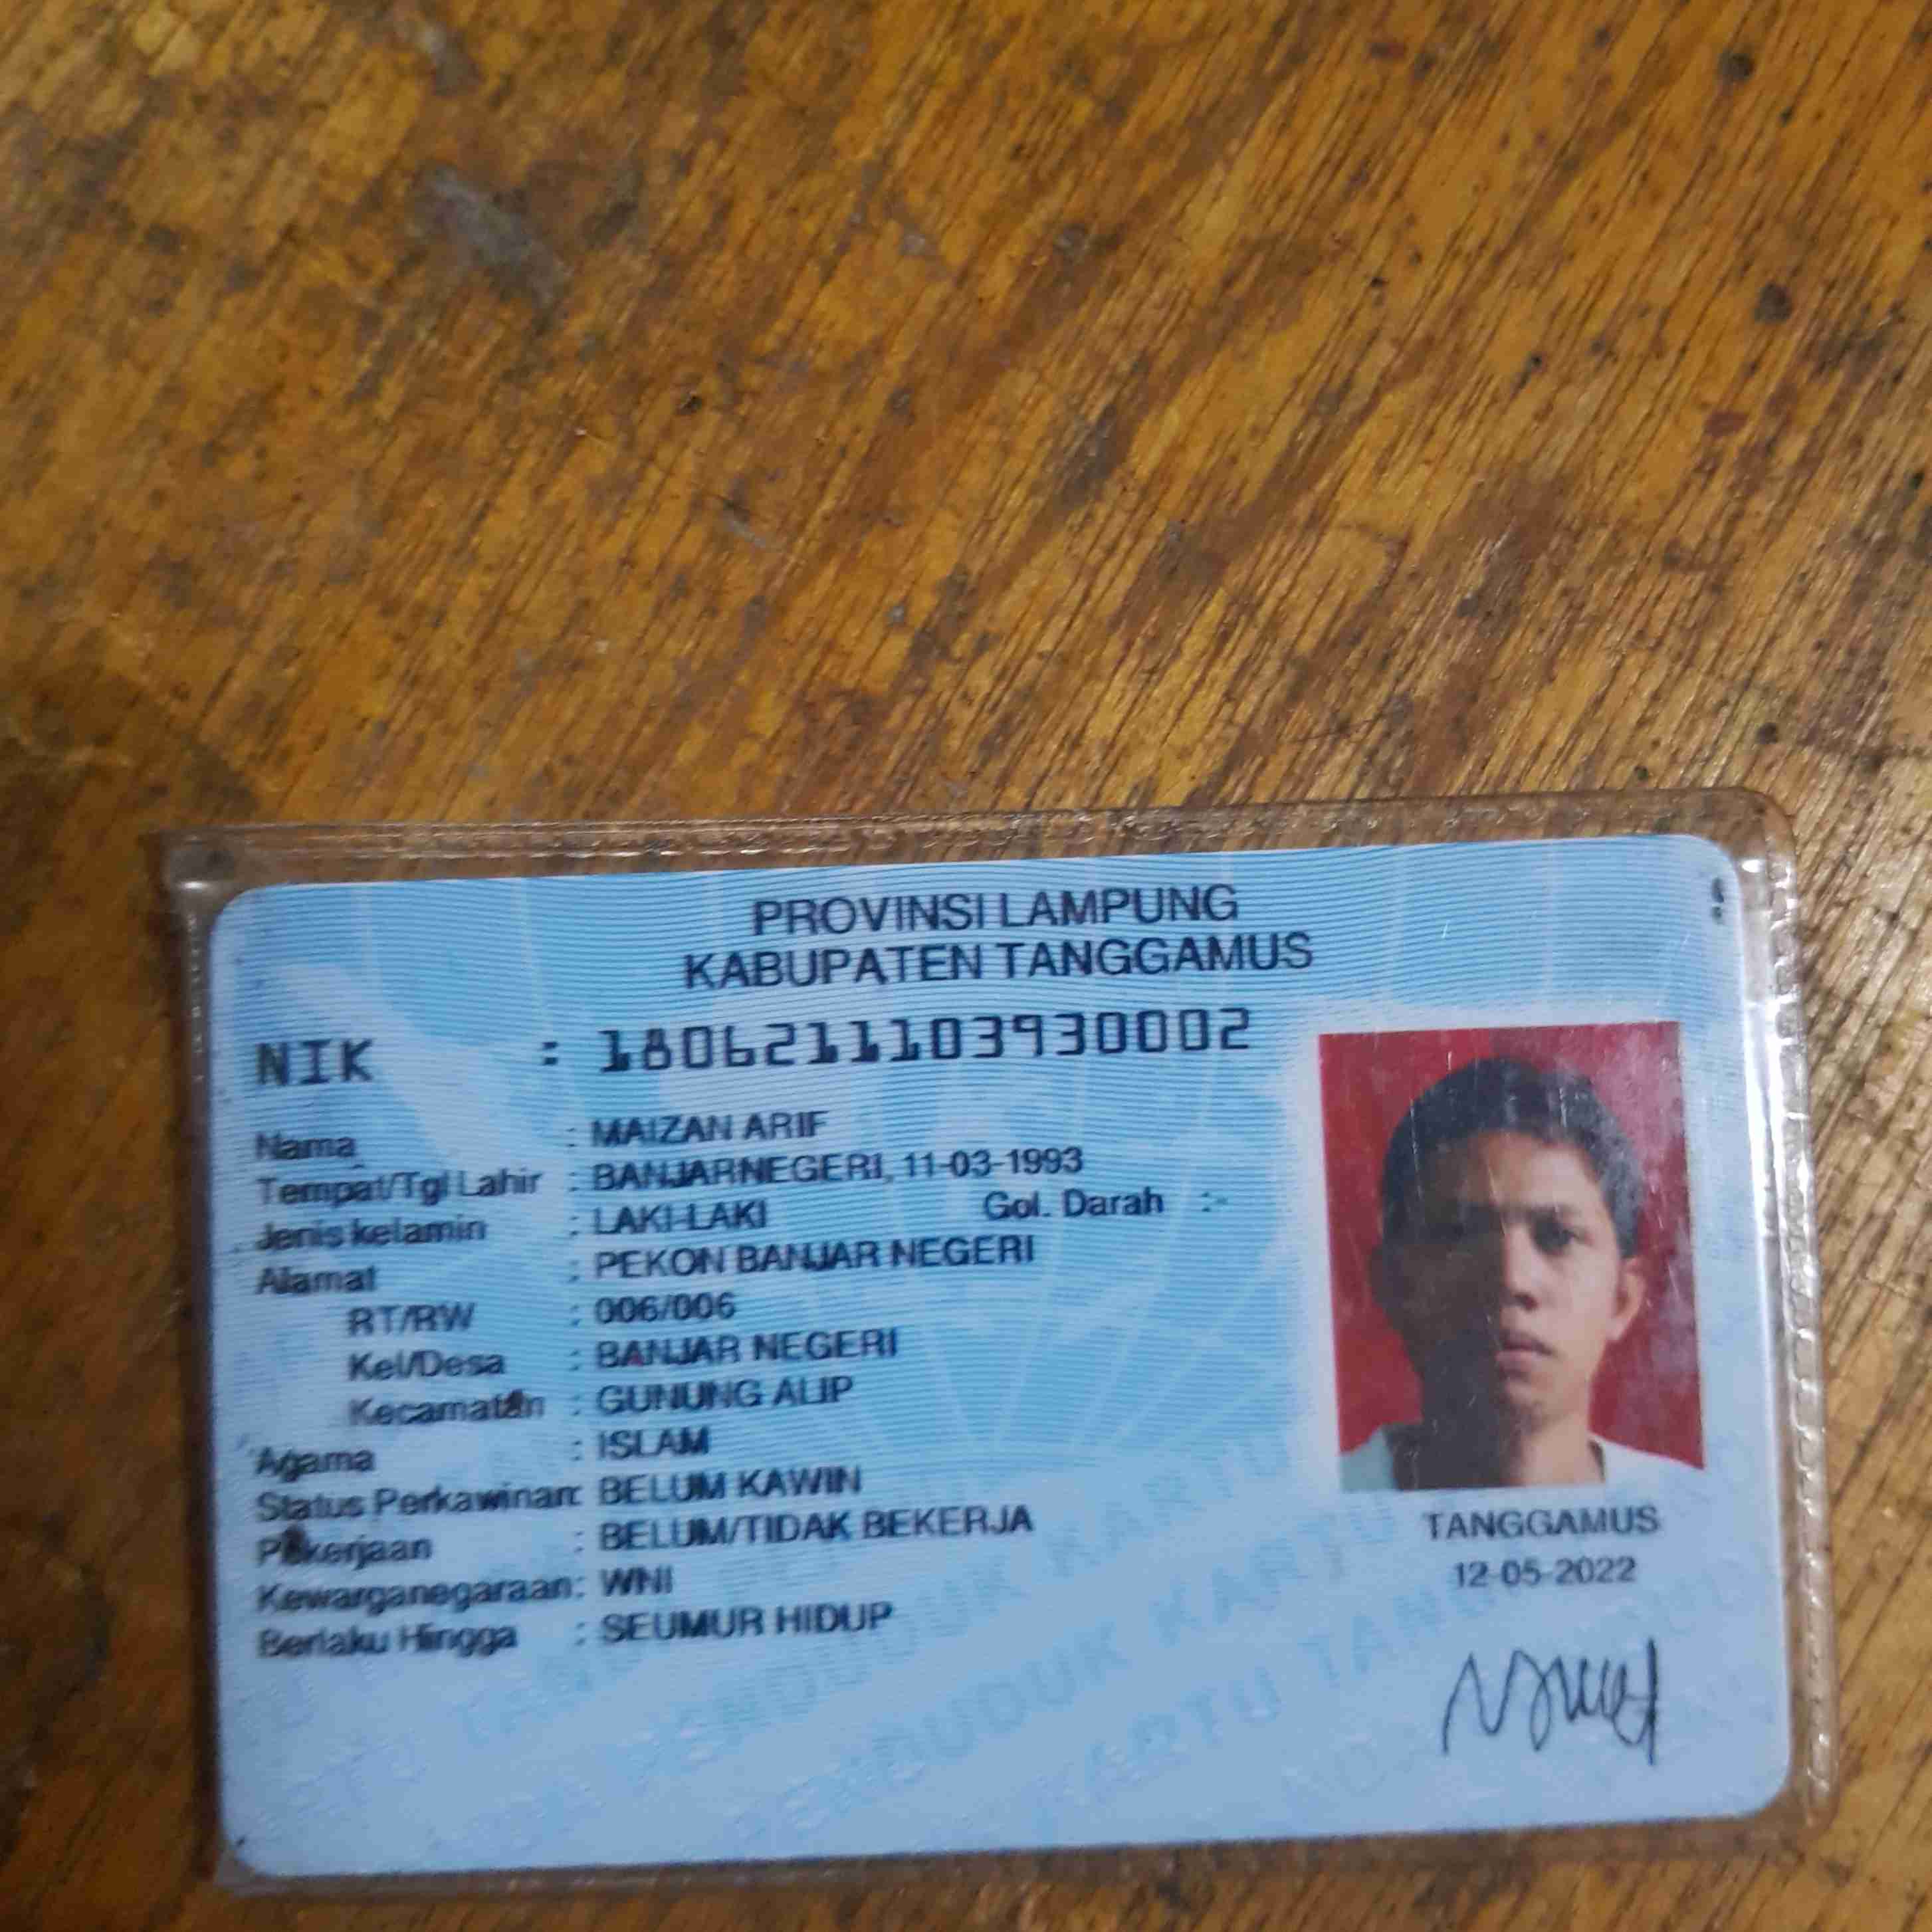 PROVINSI LAMPUNG
KABUPATEN TANGGAMUS
NIK : 1806211103930002
Nama : MAIZAN ARIF
Tempat/Tgl Lahir : BANJARNEGERI, 11-03-1993
Jenis kelamin : LAKI-LAKI Gol. Darah : -
Alamat : PEKON BANJAR NEGERI
RT/RW : 006/006
Kel/Desa : BANJAR NEGERI
Kecamatan : GUNUNG ALIP
Agama : ISLAM
Status Perkawinan: BELUM KAWIN
Pekerjaan : BELUM/TIDAK BEKERJA
Kewarganegaraan: WNI
Berlaku Hingga : SEUMUR HIDUP
TANGGAMUS
12-05-2022